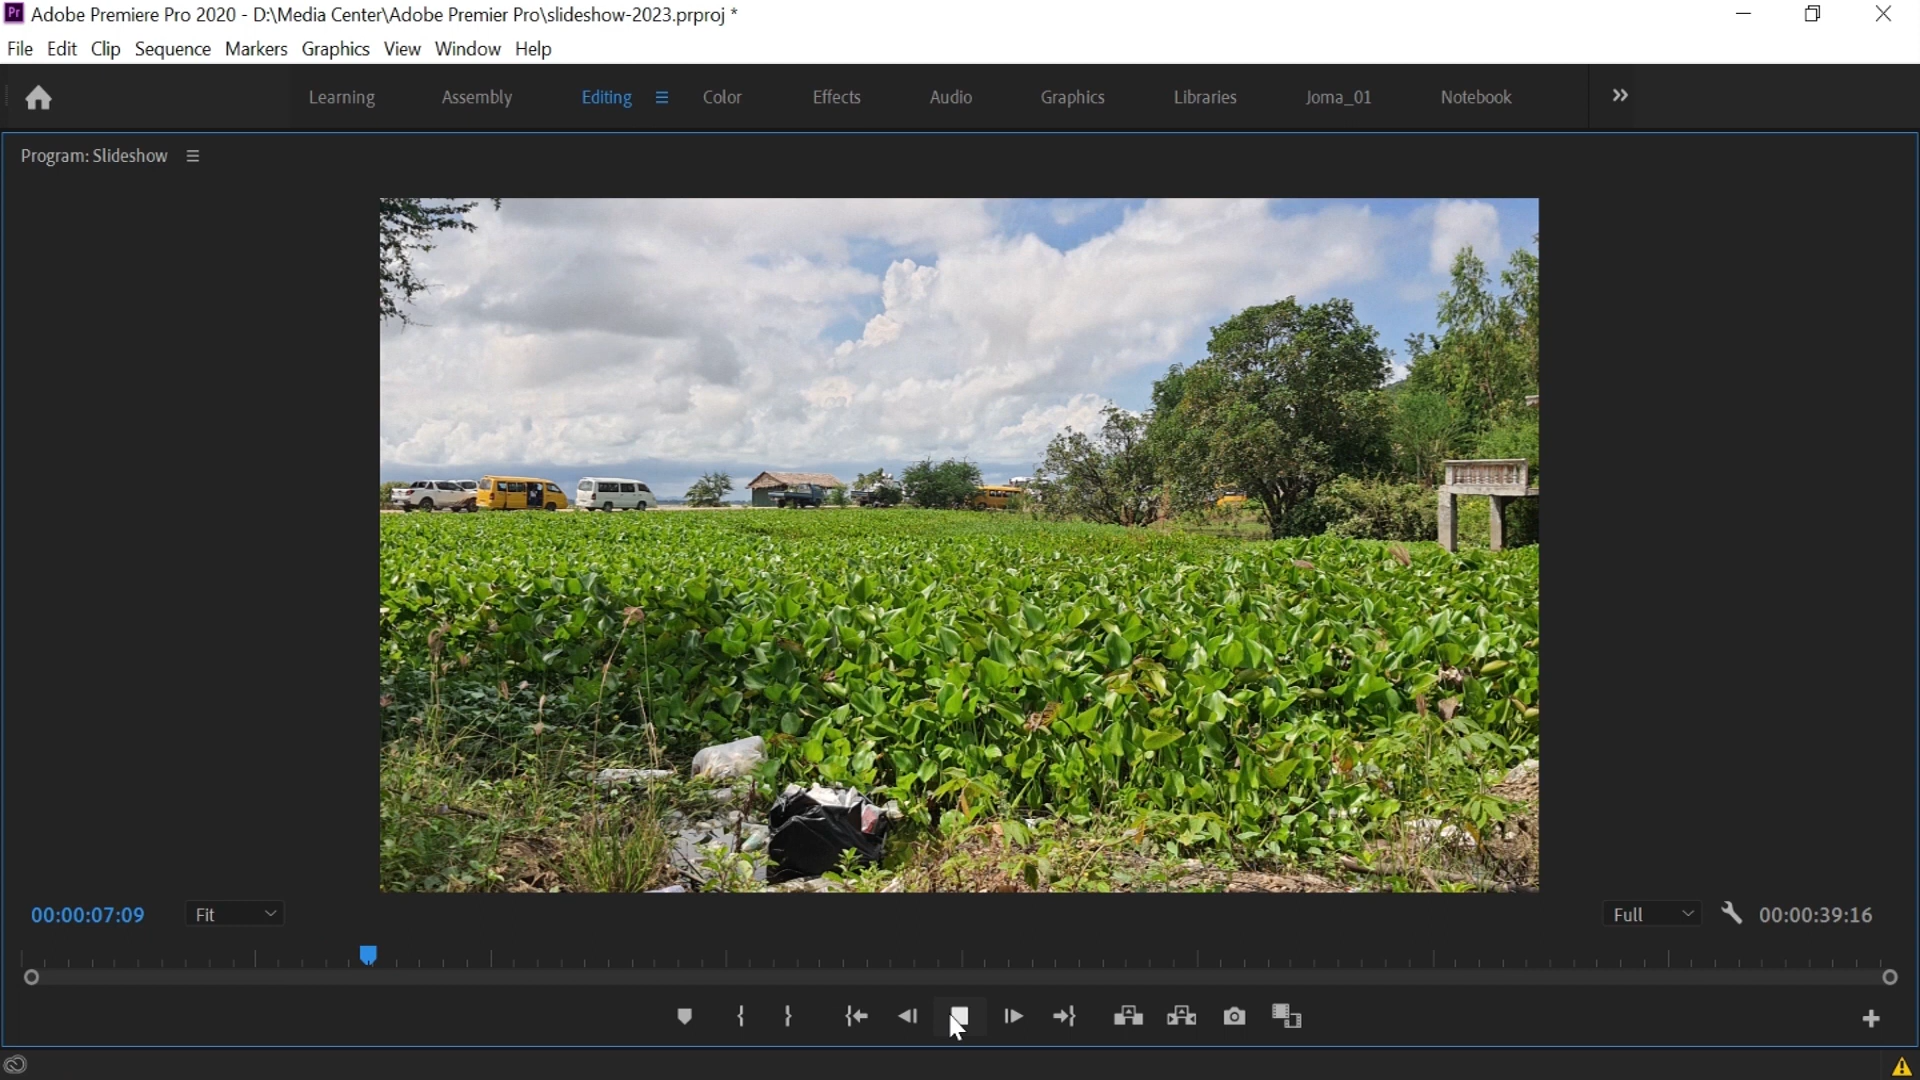 Pr Adobe Premiere Pro 2020 - D:\Media Center\Adobe Premier Pro\slideshow-2023.prproj *
File Edit Clip Sequence Markers Graphics View Window Help
Learning Assembly Editing Color Effects Audio Graphics Libraries Joma_01 Notebook
Program: Slideshow
00:00:07:09 Fit Full 00:00:39:16